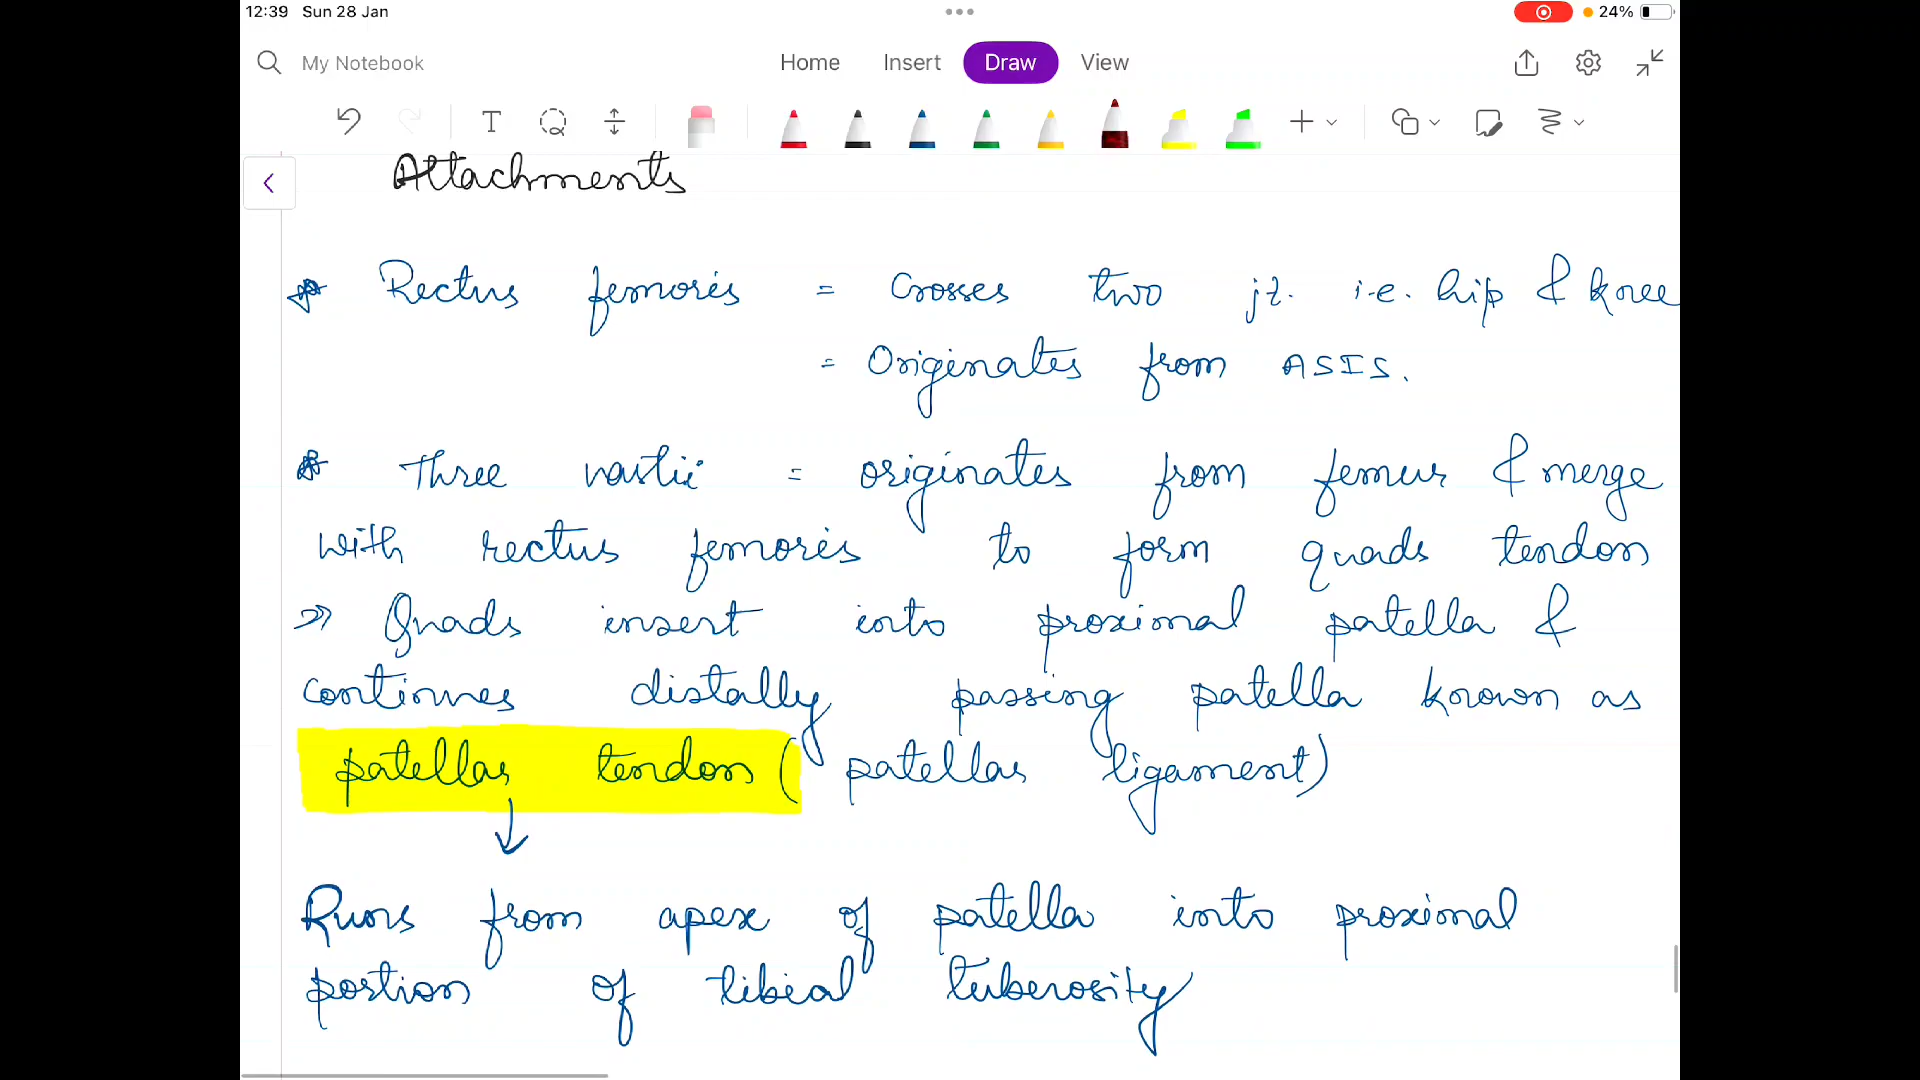 12:39 Sun 28 Jan
24%
My Notebook
Home Insert Draw View
T
Attachments
Rectus femoris = Crosses two jt. i.e. hip & knee
= Originates from ASIS.
Three vastii = originates from femur & merge
with rectus femoris to form quads tendon
Quads insert into proximal patella &
continues distally passing patella known as
patellar tendon (patellar ligament)
↓
Runs from apex of patella into proximal
portion of tibial tuberosity